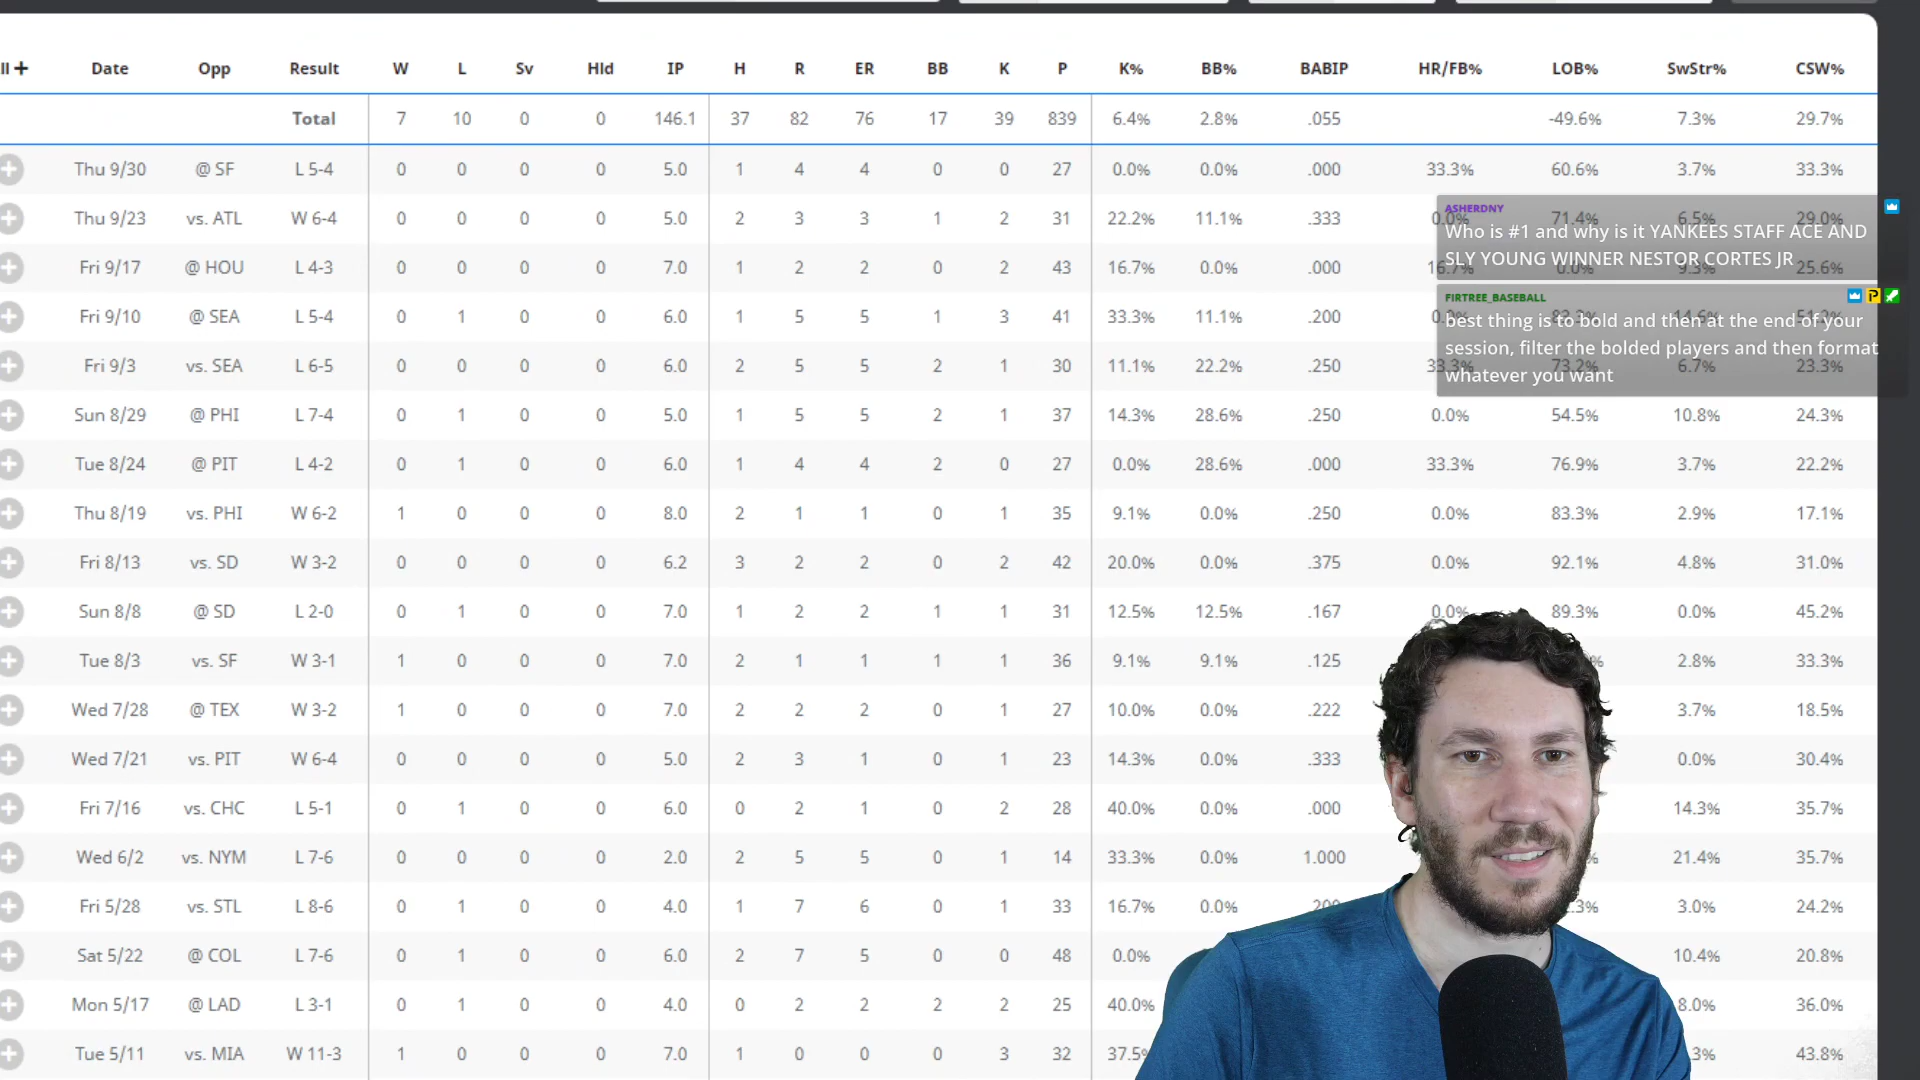 ll + Date Opp Result W L Sv Hld IP H R ER BB K P K% BB% BABIP HR/FB% LOB% SwStr% CSW%
Total 7 10 0 0 146.1 37 82 76 17 39 839 6.4% 2.8% .055 -49.6% 7.3% 29.7%
Thu 9/30 @ SF L 5-4 0 0 0 0 5.0 1 4 4 0 0 27 0.0% 0.0% .000 33.3% 60.6% 3.7% 33.3%
Thu 9/23 vs. ATL W 6-4 0 0 0 0 5.0 2 3 3 1 2 31 22.2% 11.1% .333 0.0% 71.4% 6.5% 29.0%
ASHERDNY
Who is #1 and why is it YANKEES STAFF ACE AND
SLY YOUNG WINNER NESTOR CORTES JR
Fri 9/17 @ HOU L 4-3 0 0 0 0 7.0 1 2 2 0 2 43 16.7% 0.0% .000 16.7% 0.0% 9.3% 25.6%
FIRTREE_BASEBALL
best thing is to bold and then at the end of your
session, filter the bolded players and then format
whatever you want
Fri 9/10 @ SEA L 5-4 0 1 0 0 6.0 1 5 5 1 3 41 33.3% 11.1% .200 14.6%
Fri 9/3 vs. SEA L 6-5 0 0 0 0 6.0 2 5 5 2 1 30 11.1% 22.2% .250 33.3% 73.2% 6.7% 23.3%
Sun 8/29 @ PHI L 7-4 0 1 0 0 5.0 1 5 5 2 1 37 14.3% 28.6% .250 0.0% 54.5% 10.8% 24.3%
Tue 8/24 @ PIT L 4-2 0 1 0 0 6.0 1 4 4 2 0 27 0.0% 28.6% .000 33.3% 76.9% 3.7% 22.2%
Thu 8/19 vs. PHI W 6-2 1 0 0 0 8.0 2 1 1 0 1 35 9.1% 0.0% .250 0.0% 83.3% 2.9% 17.1%
Fri 8/13 vs. SD W 3-2 0 0 0 0 6.2 3 2 2 0 2 42 20.0% 0.0% .375 0.0% 92.1% 4.8% 31.0%
Sun 8/8 @ SD L 2-0 0 1 0 0 7.0 1 2 2 1 1 31 12.5% 12.5% .167 0.0% 89.3% 0.0% 45.2%
Tue 8/3 vs. SF W 3-1 1 0 0 0 7.0 2 1 1 1 1 36 9.1% 9.1% .125 % 2.8% 33.3%
Wed 7/28 @ TEX W 3-2 1 0 0 0 7.0 2 2 2 0 1 27 10.0% 0.0% .222 3.7% 18.5%
Wed 7/21 vs. PIT W 6-4 0 0 0 0 5.0 2 3 1 0 1 23 14.3% 0.0% .333 0.0% 30.4%
Fri 7/16 vs. CHC L 5-1 0 1 0 0 6.0 0 2 1 0 2 28 40.0% 0.0% .000 14.3% 35.7%
Wed 6/2 vs. NYM L 7-6 0 0 0 0 2.0 2 5 5 0 1 14 33.3% 0.0% 1.000 % 21.4% 35.7%
Fri 5/28 vs. STL L 8-6 0 1 0 0 4.0 1 7 6 0 1 33 16.7% 0.0% .200 .3% 3.0% 24.2%
Sat 5/22 @ COL L 7-6 0 1 0 0 6.0 2 7 5 0 0 48 0.0% 10.4% 20.8%
Mon 5/17 @ LAD L 3-1 0 1 0 0 4.0 0 2 2 2 2 25 40.0% 8.0% 36.0%
Tue 5/11 vs. MIA W 11-3 1 0 0 0 7.0 1 0 0 0 3 32 37.5% 3% 43.8%